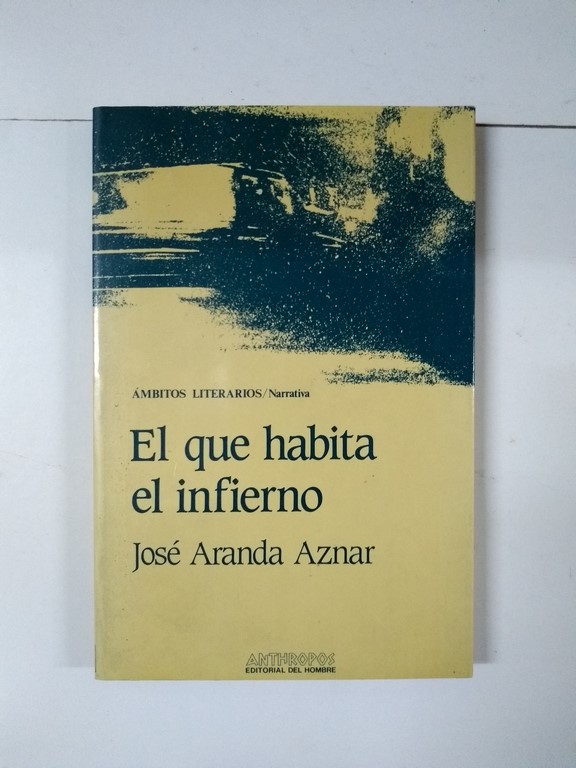 ÁMBITOS LITERARIOS/Narrativa
El que habita
el infierno
José Aranda Aznar
ANTHROPOS
EDITORIAL DEL HOMBRE